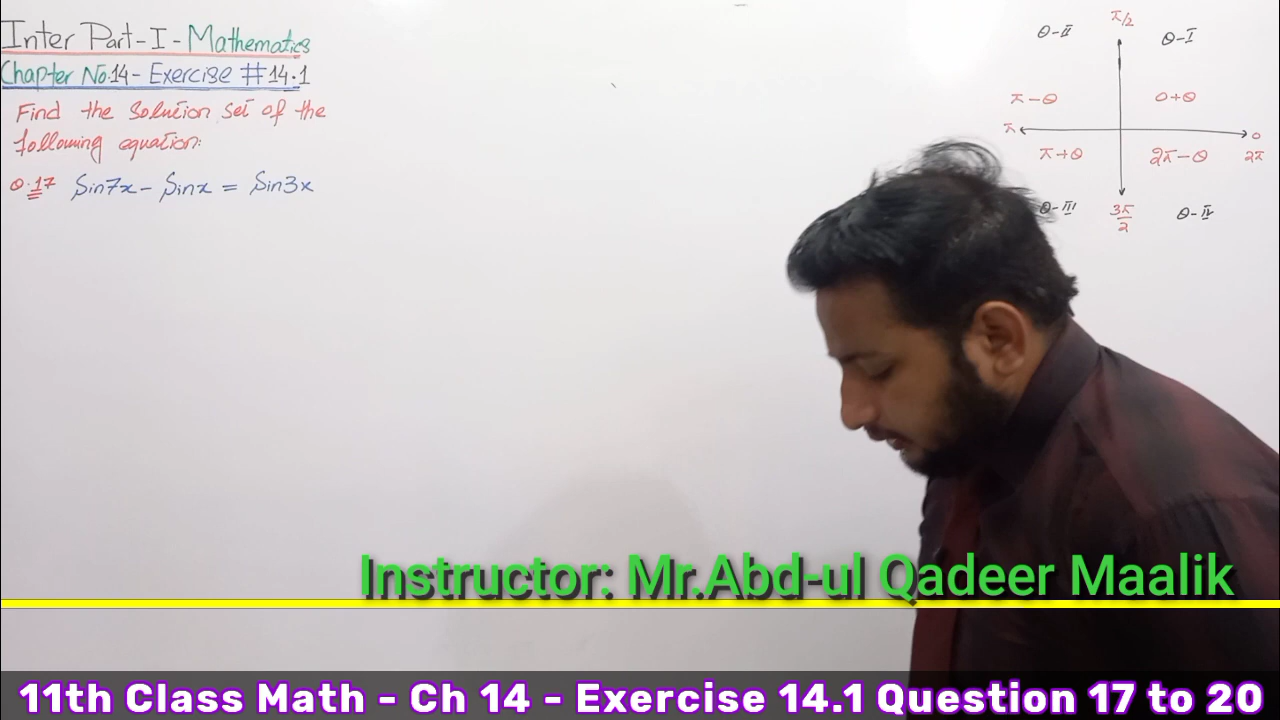 Inter Part-I-Mathematics
Chapter No.14- Exercise #14.1
Find the Solution set of the
following equation:
Q.17 Sin7x - Sinx = Sin3x
π/2
Q-II Q-I
π-θ 0+θ
π 0
π+θ 2π-θ 2π
Q-III 3π/2 Q-IV
Instructor: Mr.Abd-ul Qadeer Maalik
11th Class Math - Ch 14 - Exercise 14.1 Question 17 to 20